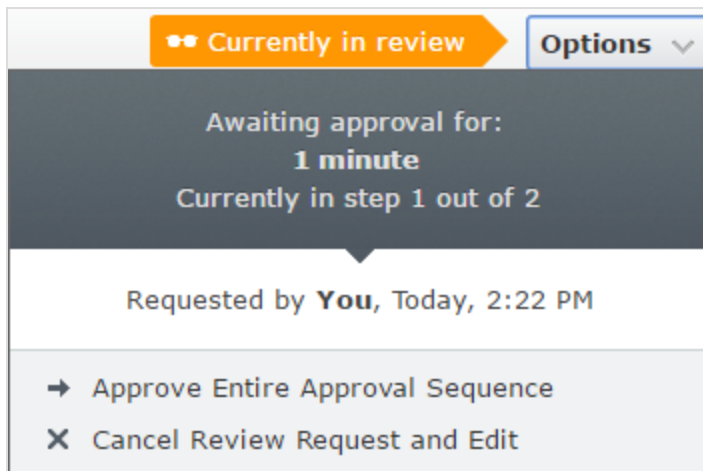 Currently in review
Options
Awaiting approval for:
1 minute
Currently in step 1 out of 2
Requested by You, Today, 2:22 PM
Approve Entire Approval Sequence
Cancel Review Request and Edit